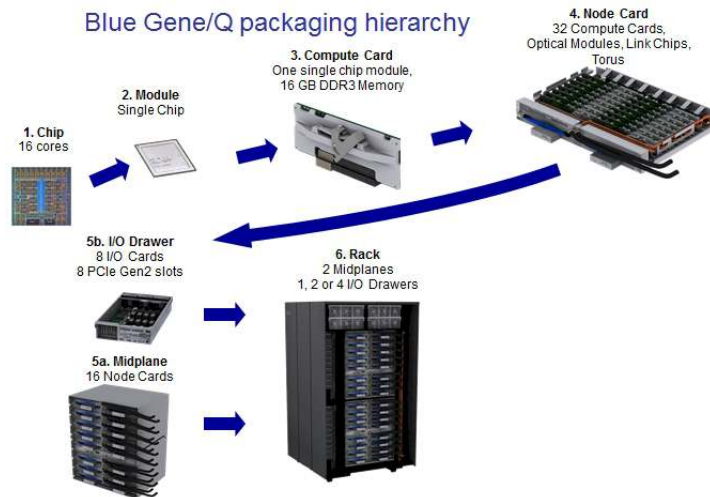 Blue Gene/Q packaging hierarchy
1. Chip
16 cores
2. Module
Single Chip
3. Compute Card
One single chip module,
16 GB DDR3 Memory
4. Node Card
32 Compute Cards,
Optical Modules, Link Chips,
Torus
5b. I/O Drawer
8 I/O Cards
8 PCIe Gen2 slots
5a. Midplane
16 Node Cards
6. Rack
2 Midplanes
1, 2 or 4 I/O Drawers